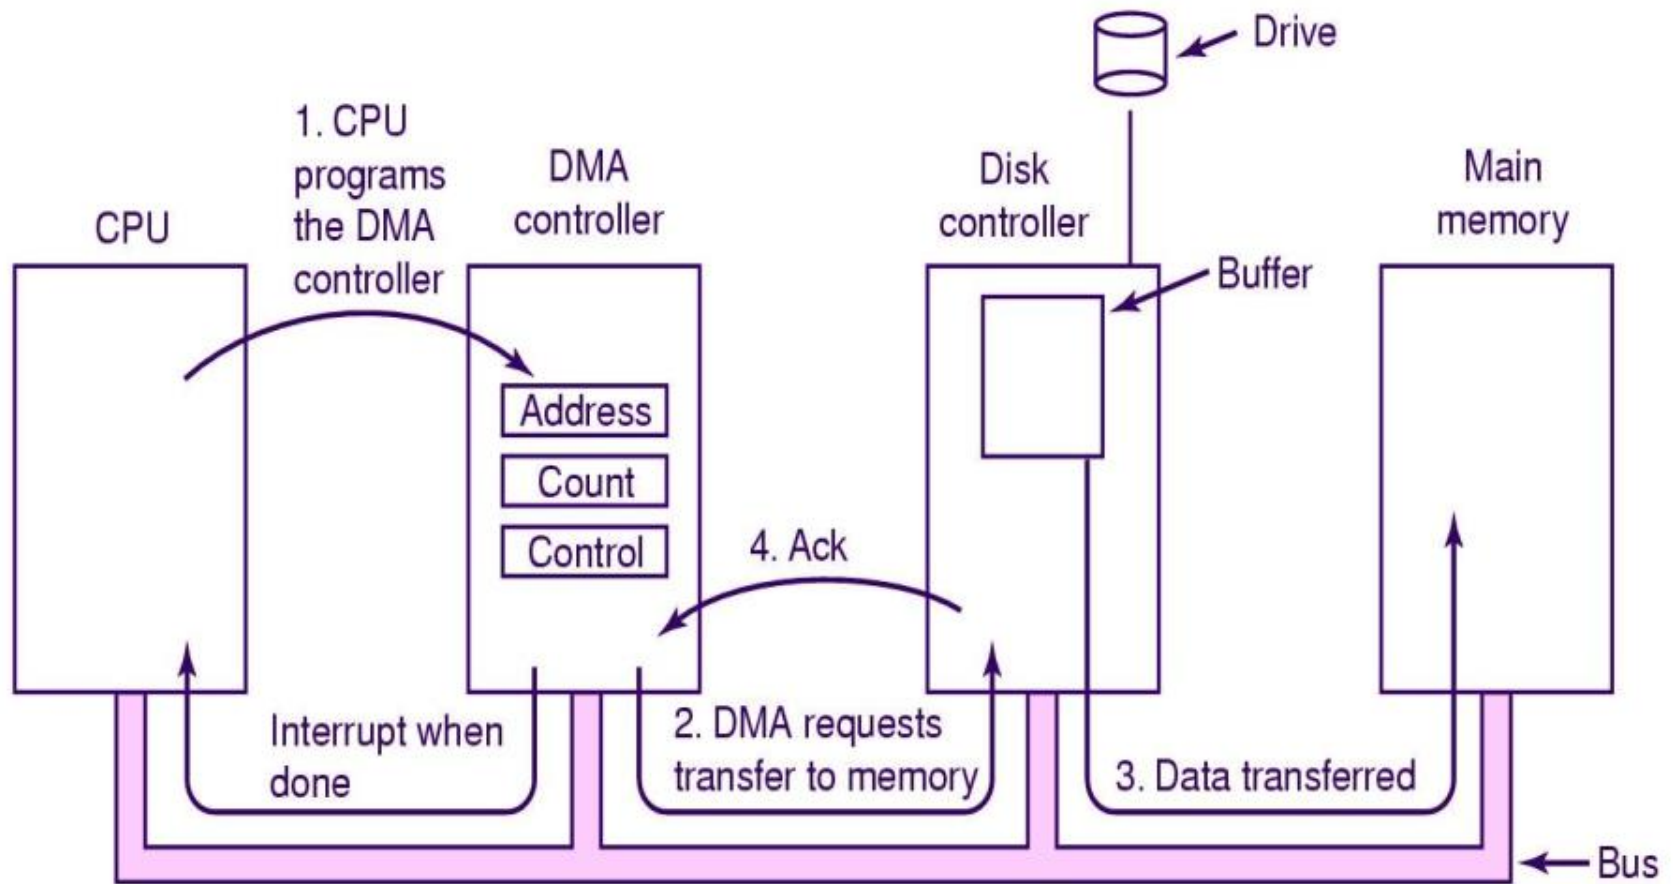 Drive
1. CPU
programs
the DMA
controller
DMA
controller
Disk
controller
Main
memory
CPU
Buffer
Address
Count
Control
4. Ack
Interrupt when
done
2. DMA requests
transfer to memory
3. Data transferred
Bus